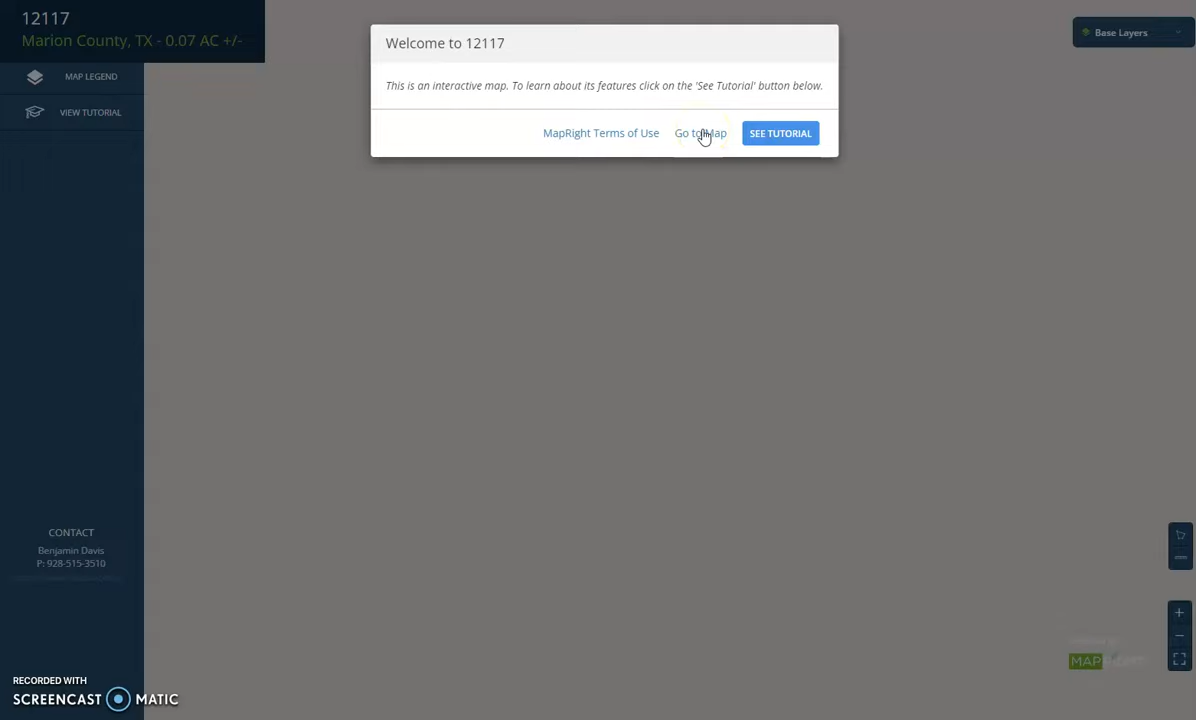 12117
Marion County, TX - 0.07 AC +/-
MAP LEGEND
VIEW TUTORIAL
Welcome to 12117
This is an interactive map. To learn about its features click on the 'See Tutorial' button below.
MapRight Terms of Use
Go to Map
SEE TUTORIAL
Base Layers
CONTACT
Benjamin Davis
P: 928-515-3510
RECORDED WITH
SCREENCAST MATIC
MAPRIGHT